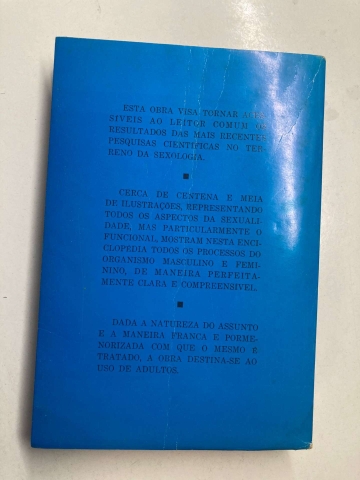 ESTA OBRA VISA TORNAR ACES-
SÍVEIS AO LEITOR COMUM OS
RESULTADOS DAS MAIS RECENTES
PESQUISAS CIENTÍFICAS NO TER-
RENO DA SEXOLOGIA.
CERCA DE CENTENA E MEIA
DE ILUSTRAÇÕES, REPRESENTANDO
TODOS OS ASPECTOS DA SEXUALI-
DADE, MAS PARTICULARMENTE O
FUNCIONAL, MOSTRAM NESTA ENCI-
CLOPÉDIA TODOS OS PROCESSOS DO
ORGANISMO MASCULINO E FEMI-
NINO, DE MANEIRA PERFEITA-
MENTE CLARA E COMPREENSÍVEL.
DADA A NATUREZA DO ASSUNTO
E A MANEIRA FRANCA E PORME-
NORIZADA COM QUE O MESMO É
TRATADO, A OBRA DESTINA-SE AO
USO DE ADULTOS.